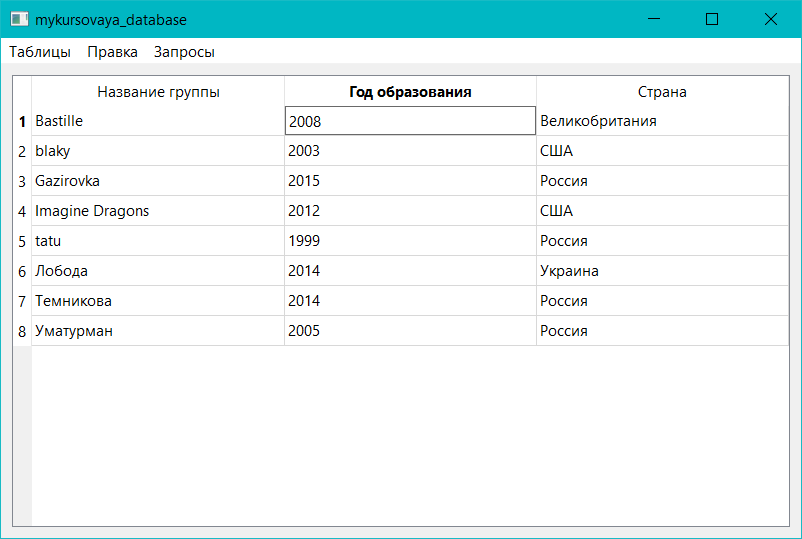 mykursovaya_database
Таблицы Правка Запросы
Название группы Год образования Страна
1 Bastille 2008 Великобритания
2 blaky 2003 США
3 Gazirovka 2015 Россия
4 Imagine Dragons 2012 США
5 tatu 1999 Россия
6 Лобода 2014 Украина
7 Темникова 2014 Россия
8 Уматурман 2005 Россия